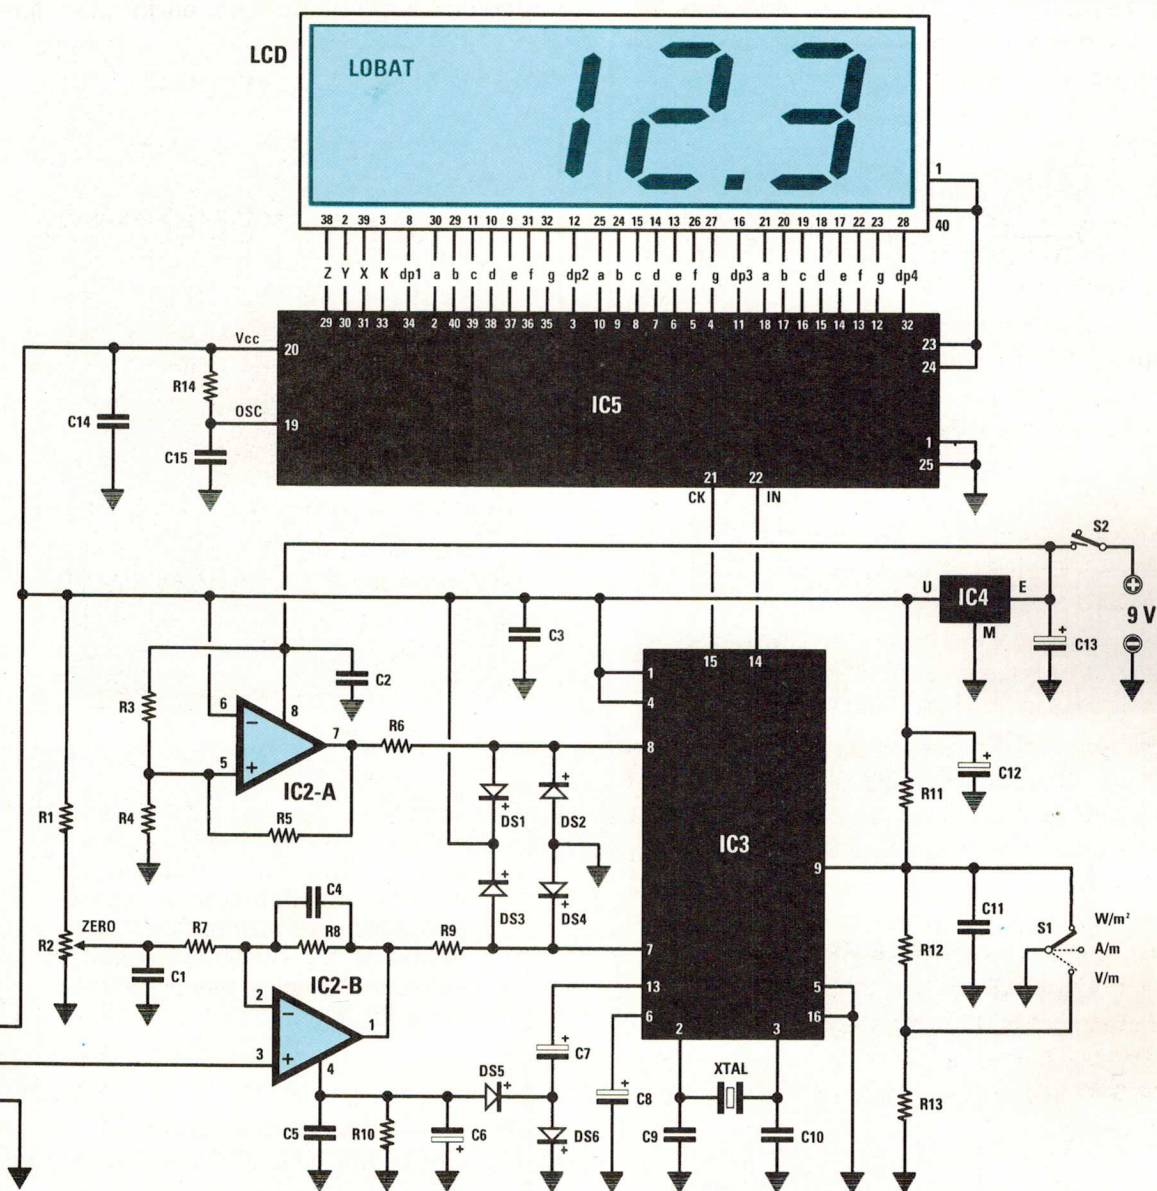 LCD
LOBAT
12.3
1
38 2 39 3 8 30 29 11 10 9 31 32 12 25 24 15 14 13 26 27 16 21 20 19 18 17 22 23 28
40
Z Y X K dp1 a b c d e f g dp2 a b c d e f g dp3 a b c d e f g dp4
29 30 31 33 34 2 40 39 38 37 36 35 3 10 9 8 7 6 5 4 11 18 17 16 15 14 13 12 32
Vcc
20
23
24
R14
IC5
C14
OSC
19
C15
1
25
21 22
CK IN
S2
U IC4 E
M
9 V
C13
C3
15 14
C2
1
4
R3
6
8
7
R6
8
5
IC2-A
C12
R1
R4
R5
DS1
DS2
R11
IC3
9
C4
DS3
DS4
C11
S1
W/m²
A/m
V/m
R2
ZERO
R7
R8
R9
7
R12
C1
IC2-B
13
5
2
1
6
16
2
3
3
4
C7
DS5
XTAL
C8
R13
C5
R10
C6
DS6
C9
C10